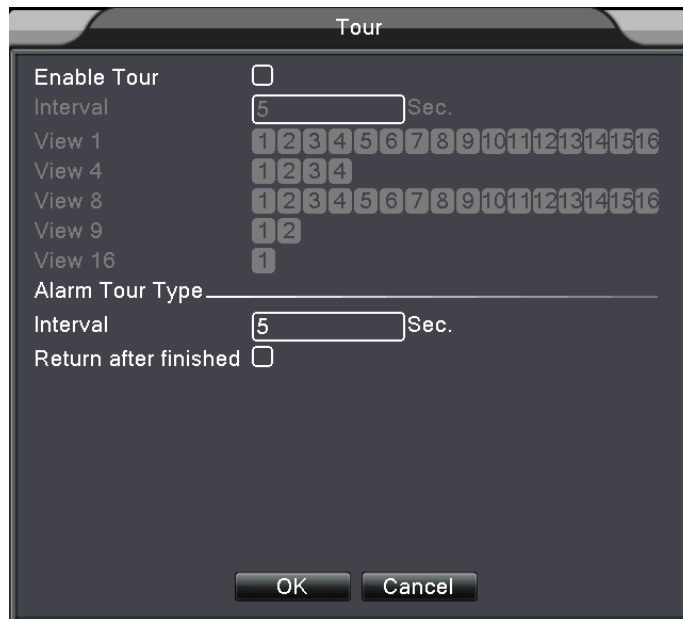 Tour
Enable Tour
Interval 5 Sec.
View 1 1 2 3 4 5 6 7 8 9 10 11 12 13 14 15 16
View 4 1 2 3 4
View 8 1 2 3 4 5 6 7 8 9 10 11 12 13 14 15 16
View 9 1 2
View 16 1
Alarm Tour Type
Interval 5 Sec.
Return after finished
OK Cancel